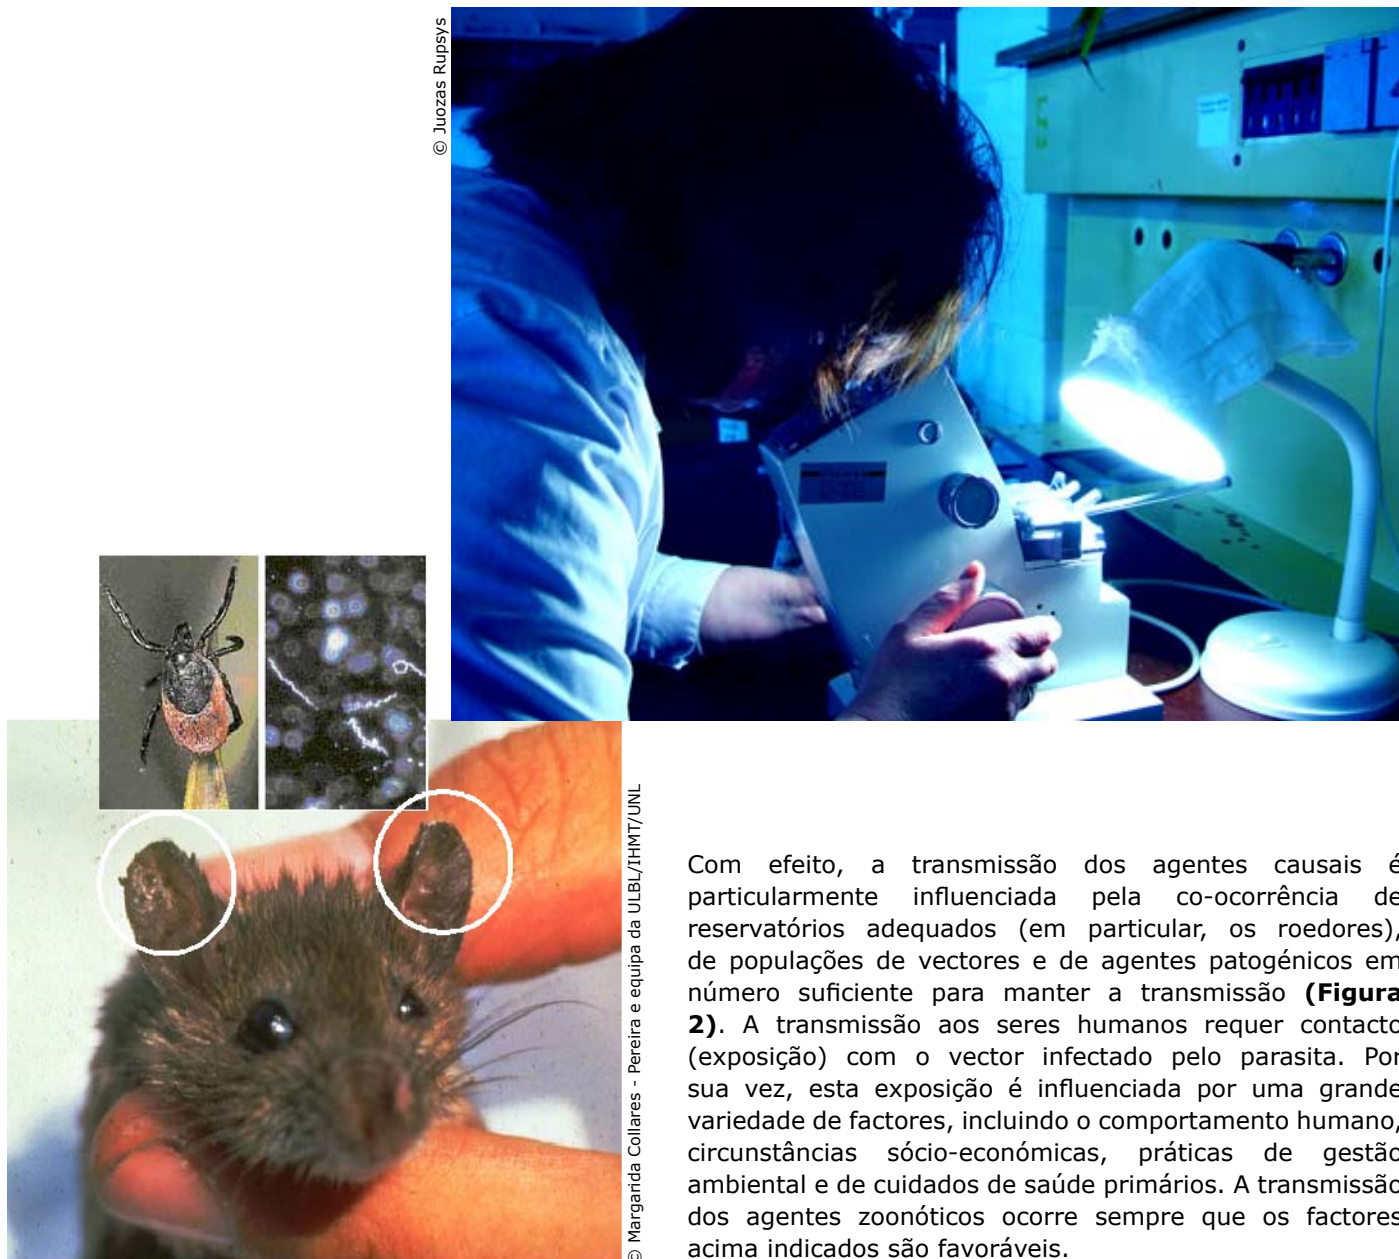 © Juozas Rupsys
© Margarida Collares - Pereira e equipa da ULBL/IHMT/UNL
Com efeito, a transmissão dos agentes causais é
particularmente influenciada pela co-ocorrência de
reservatórios adequados (em particular, os roedores),
de populações de vectores e de agentes patogénicos em
número suficiente para manter a transmissão (Figura
2). A transmissão aos seres humanos requer contacto
(exposição) com o vector infectado pelo parasita. Por
sua vez, esta exposição é influenciada por uma grande
variedade de factores, incluindo o comportamento humano,
circunstâncias sócio-económicas, práticas de gestão
ambiental e de cuidados de saúde primários. A transmissão
dos agentes zoonóticos ocorre sempre que os factores
acima indicados são favoráveis.